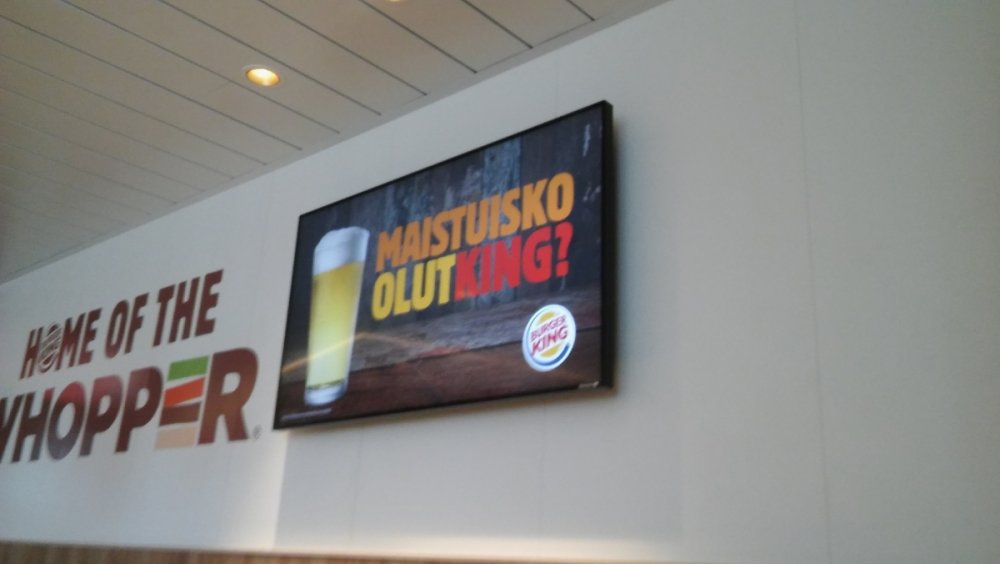 HOME OF THE
WHOPPER®
MAISTUISKO
OLUTKING?
BURGER
KING